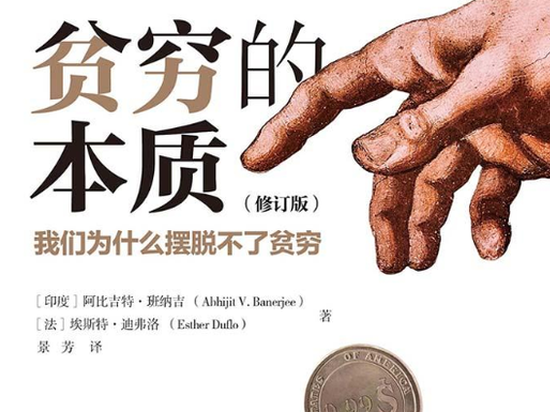 贫穷的
本质
(修订版)
我们为什么摆脱不了贫穷
[印度]阿比吉特·班纳吉(Abhijit V. Banerjee)
[法]埃斯特·迪弗洛(Esther Duflo)
著
景芳 译
OF AMERICA